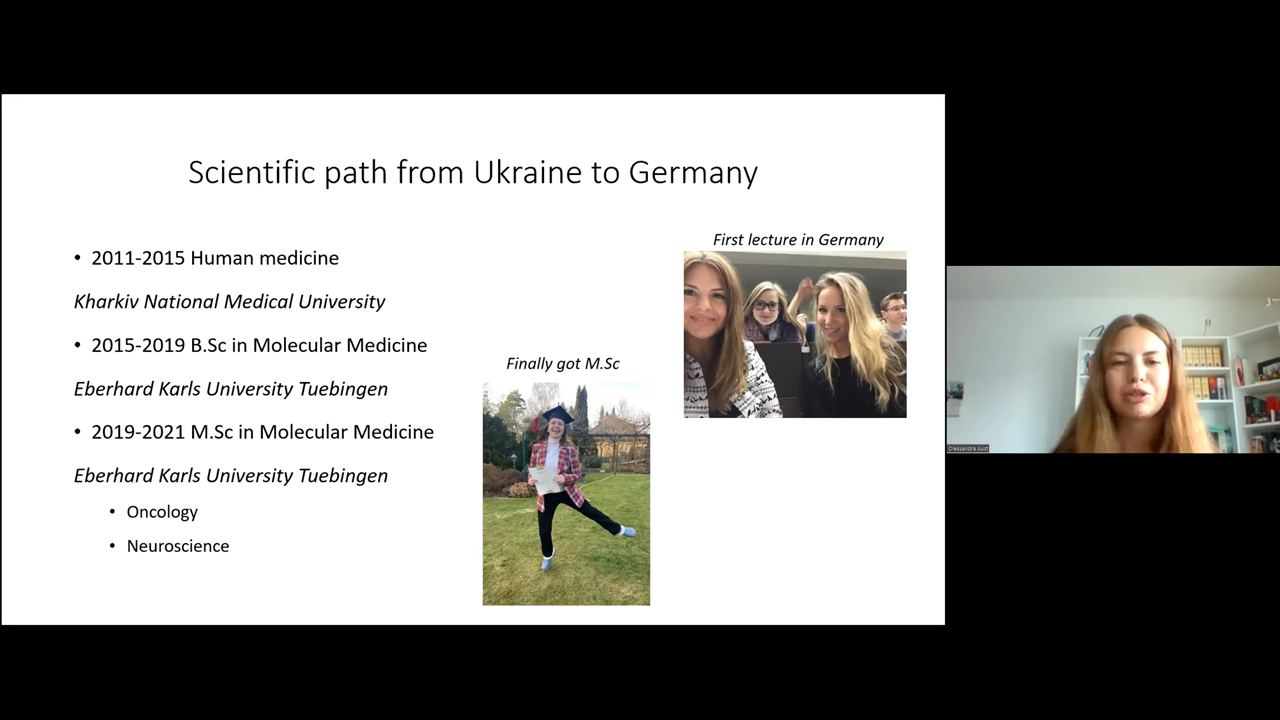 Scientific path from Ukraine to Germany
• 2011-2015 Human medicine
Kharkiv National Medical University
• 2015-2019 B.Sc in Molecular Medicine
Eberhard Karls University Tuebingen
• 2019-2021 M.Sc in Molecular Medicine
Eberhard Karls University Tuebingen
• Oncology
• Neuroscience
Finally got M.Sc
First lecture in Germany
Oleksandra Aust